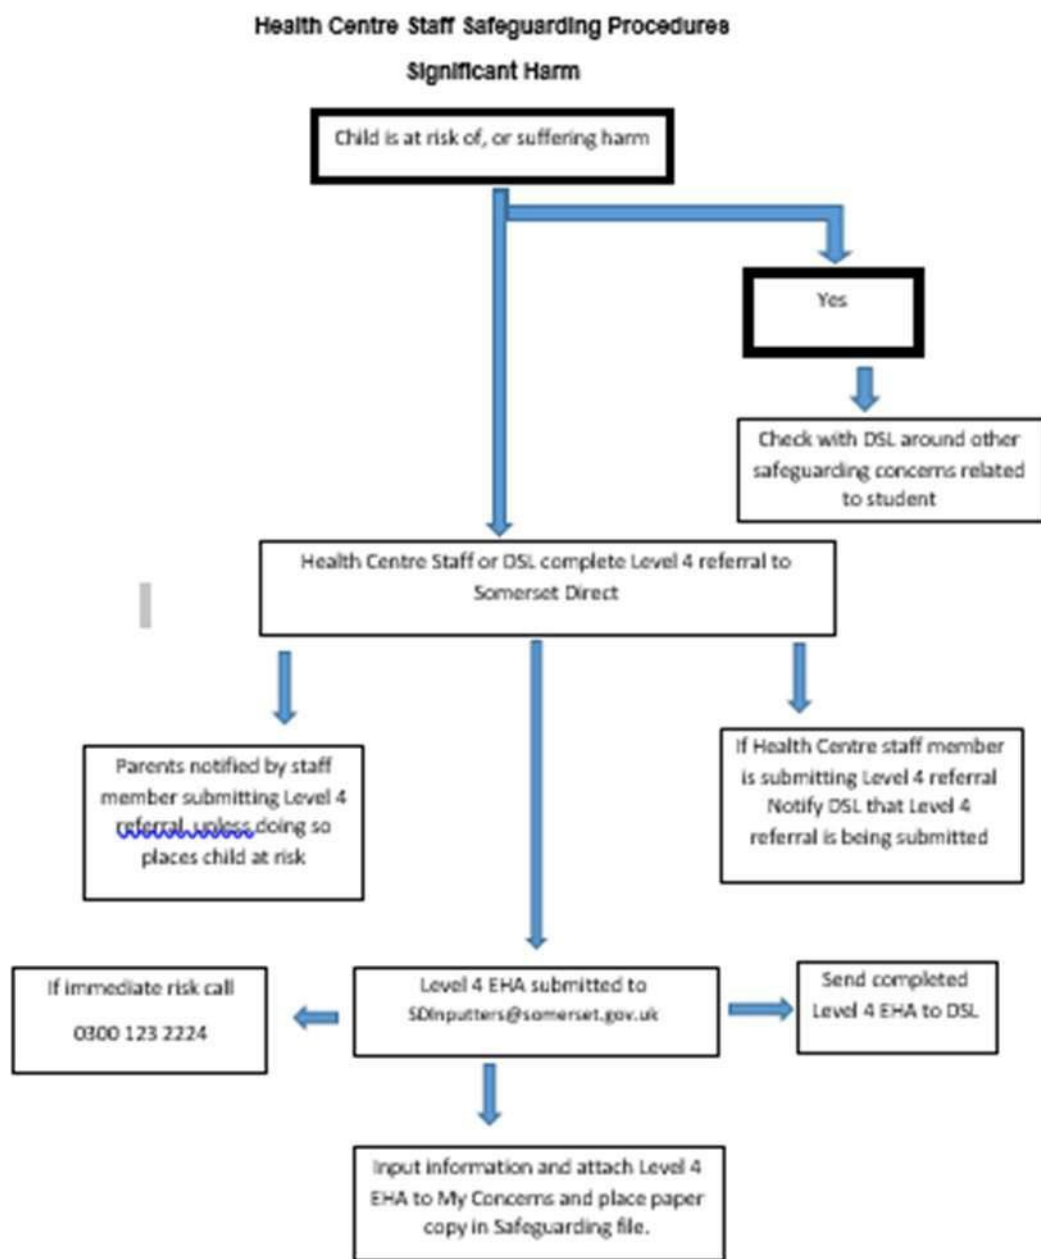 Health Centre Staff Safeguarding Procedures
Significant Harm
Child is at risk of, or suffering harm
Yes
Check with DSL around other
safeguarding concerns related
to student
Health Centre Staff or DSL complete Level 4 referral to
Somerset Direct
Parents notified by staff
member submitting Level 4
referral, unless doing so
places child at risk
If Health Centre staff member
is submitting Level 4 referral
Notify DSL that Level 4
referral is being submitted
If immediate risk call
0300 123 2224
Level 4 EHA submitted to
SDInputters@somerset.gov.uk
Send completed
Level 4 EHA to DSL
Input information and attach Level 4
EHA to My Concerns and place paper
copy in Safeguarding file.